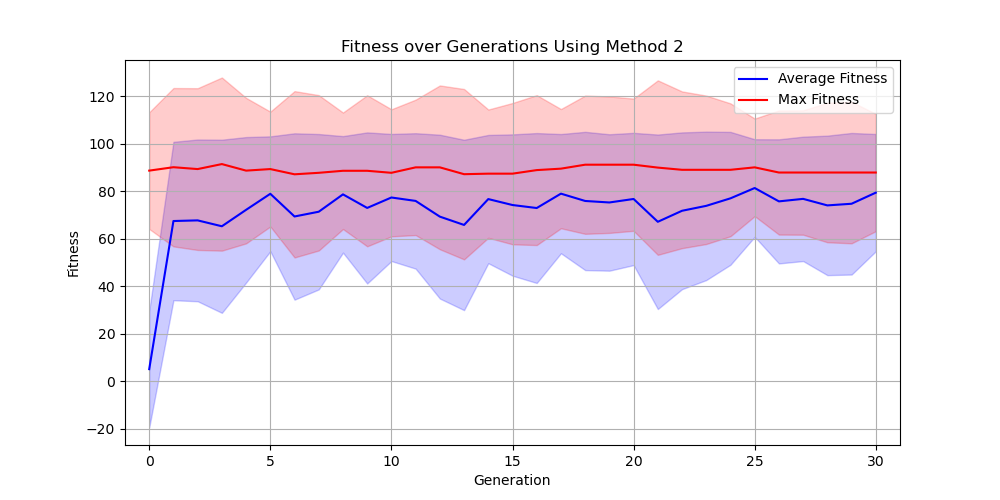 Fitness over Generations Using Method 2
Average Fitness
Max Fitness
120
100
80
60
40
20
0
−20
Fitness
0 5 10 15 20 25 30
Generation